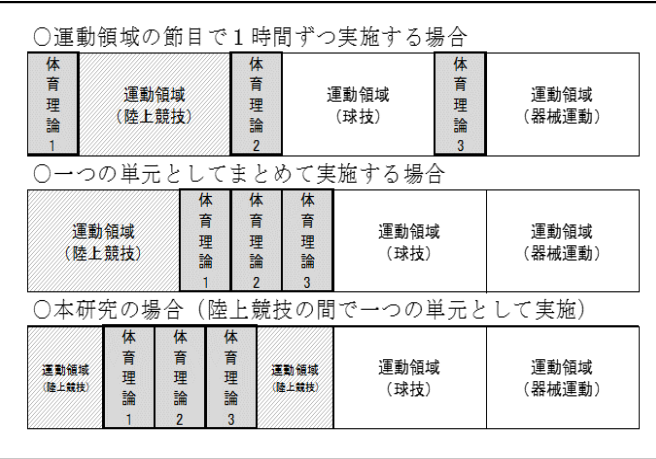 ○運動領域の節目で１時間ずつ実施する場合
体育理論1
運動領域
（陸上競技）
体育理論2
運動領域
（球技）
体育理論3
運動領域
（器械運動）
○一つの単元としてまとめて実施する場合
運動領域
（陸上競技）
体育理論1
体育理論2
体育理論3
運動領域
（球技）
運動領域
（器械運動）
○本研究の場合（陸上競技の間で一つの単元として実施）
運動領域
（陸上競技）
体育理論1
体育理論2
体育理論3
運動領域
（陸上競技）
運動領域
（球技）
運動領域
（器械運動）